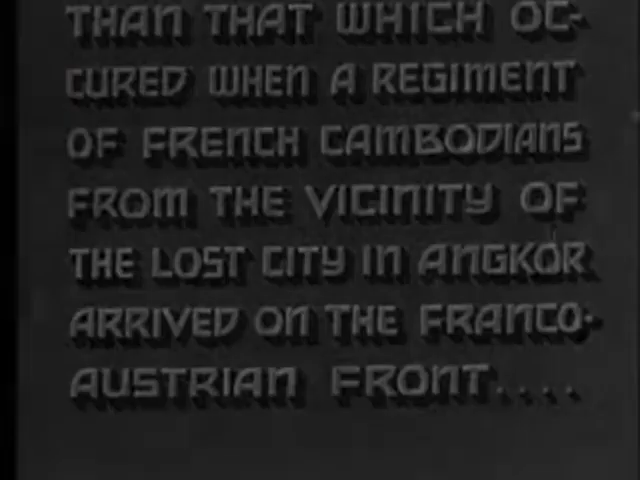 THAN THAT WHICH OC-
CURED WHEN A REGIMENT
OF FRENCH CAMBODIANS
FROM THE VICINITY OF
THE LOST CITY IN ANGKOR
ARRIVED ON THE FRANCO-
AUSTRIAN FRONT....